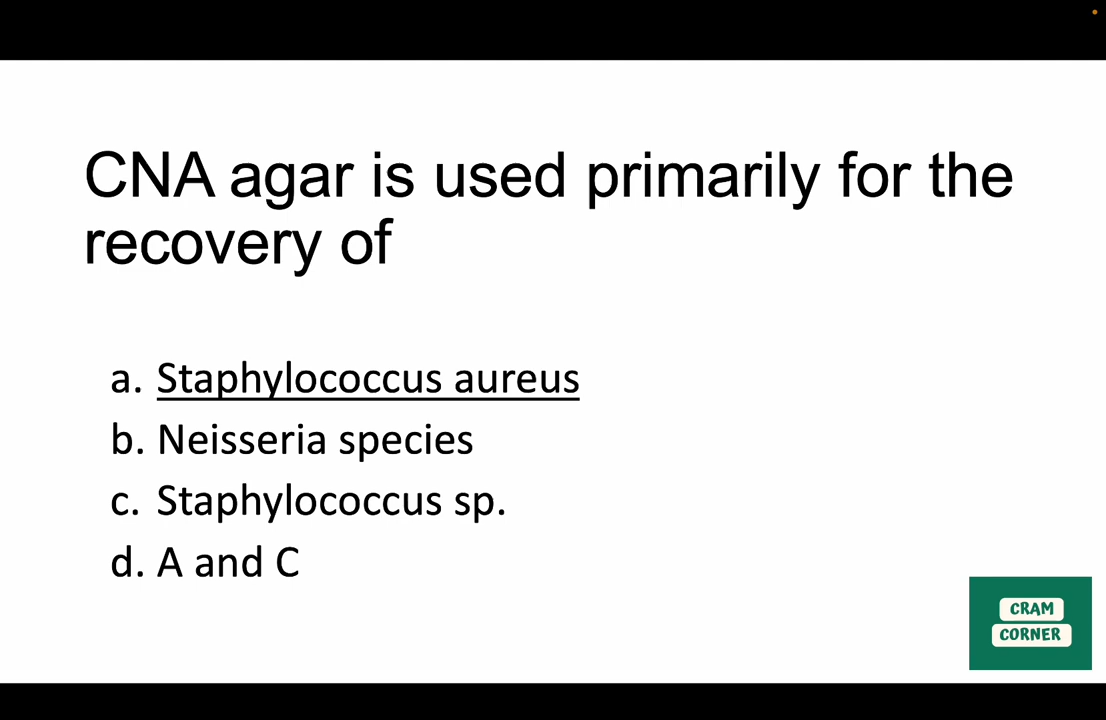 CNA agar is used primarily for the
recovery of
a. Staphylococcus aureus
b. Neisseria species
c. Staphylococcus sp.
d. A and C
CRAM
CORNER